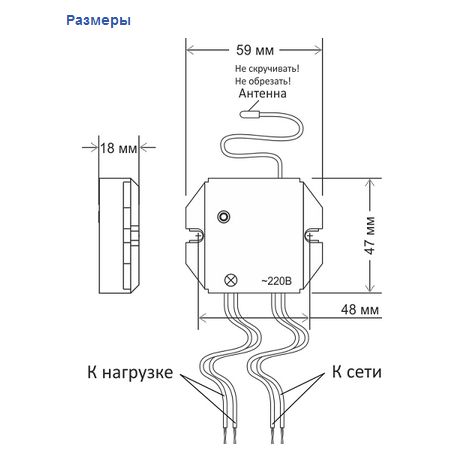 Размеры
59 мм
Не скручивать!
Не обрезать!
Антенна
18 мм
47 мм
~220В
48 мм
К нагрузке
К сети